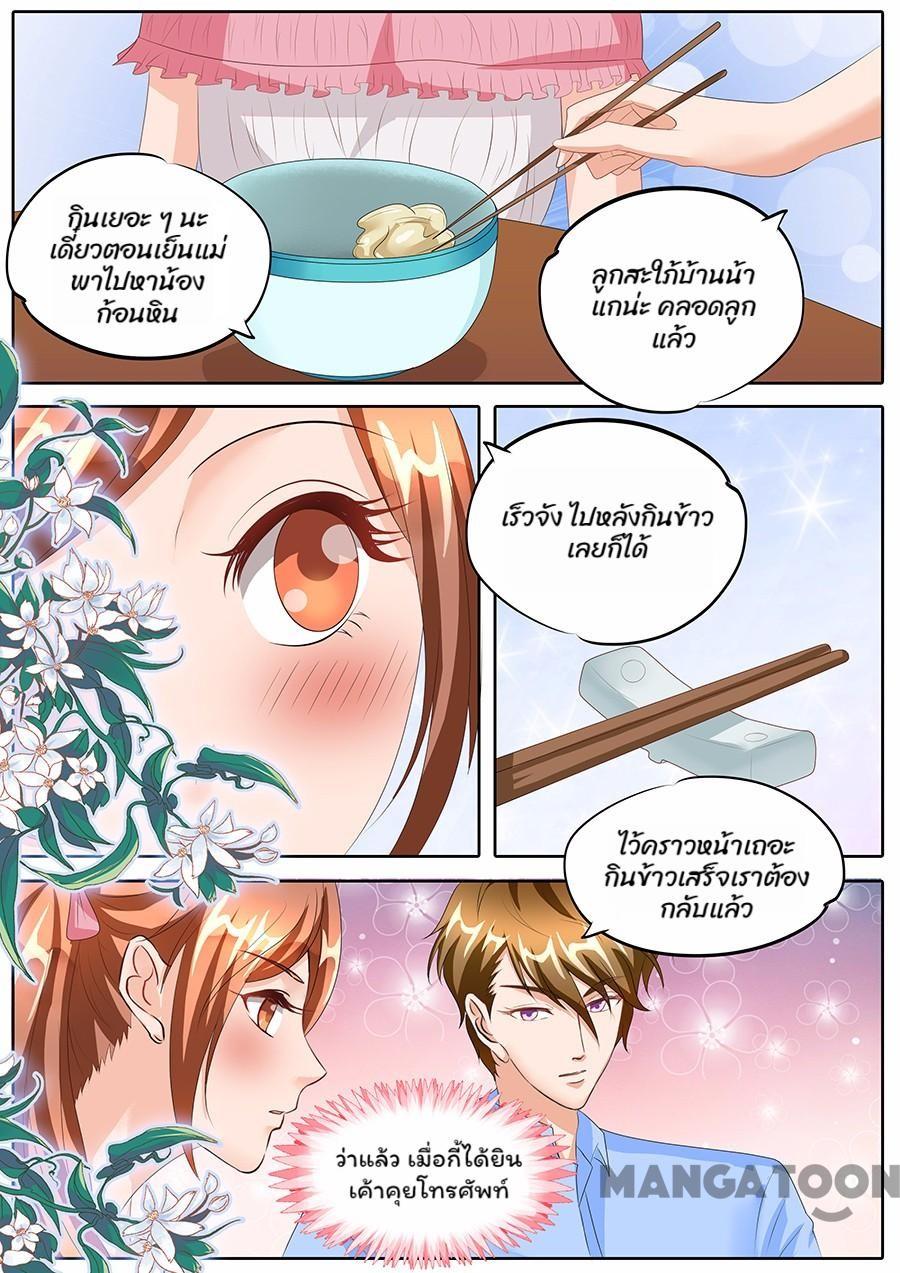 กินเยอะ ๆ นะ
เดี๋ยวตอนเย็นแม่
พาไปหาน้อง
ก้อนหิน
ลูกสะใภ้บ้านน้า
แกน่ะ คลอดลูก
แล้ว
เร็วจัง ไปหลังกินข้าว
เลยก็ได้
ไว้คราวหน้าเถอะ
กินข้าวเสร็จเราต้อง
กลับแล้ว
ว่าแล้ว เมื่อกี้ได้ยิน
เค้าคุยโทรศัพท์
MANGATOON